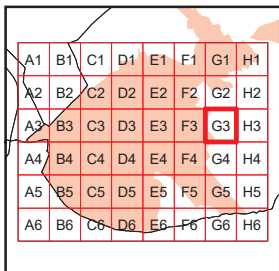 A1 B1 C1 D1 E1 F1 G1 H1
A2 B2 C2 D2 E2 F2 G2 H2
A3 B3 C3 D3 E3 F3 G3 H3
A4 B4 C4 D4 E4 F4 G4 H4
A5 B5 C5 D5 E5 F5 G5 H5
A6 B6 C6 D6 E6 F6 G6 H6